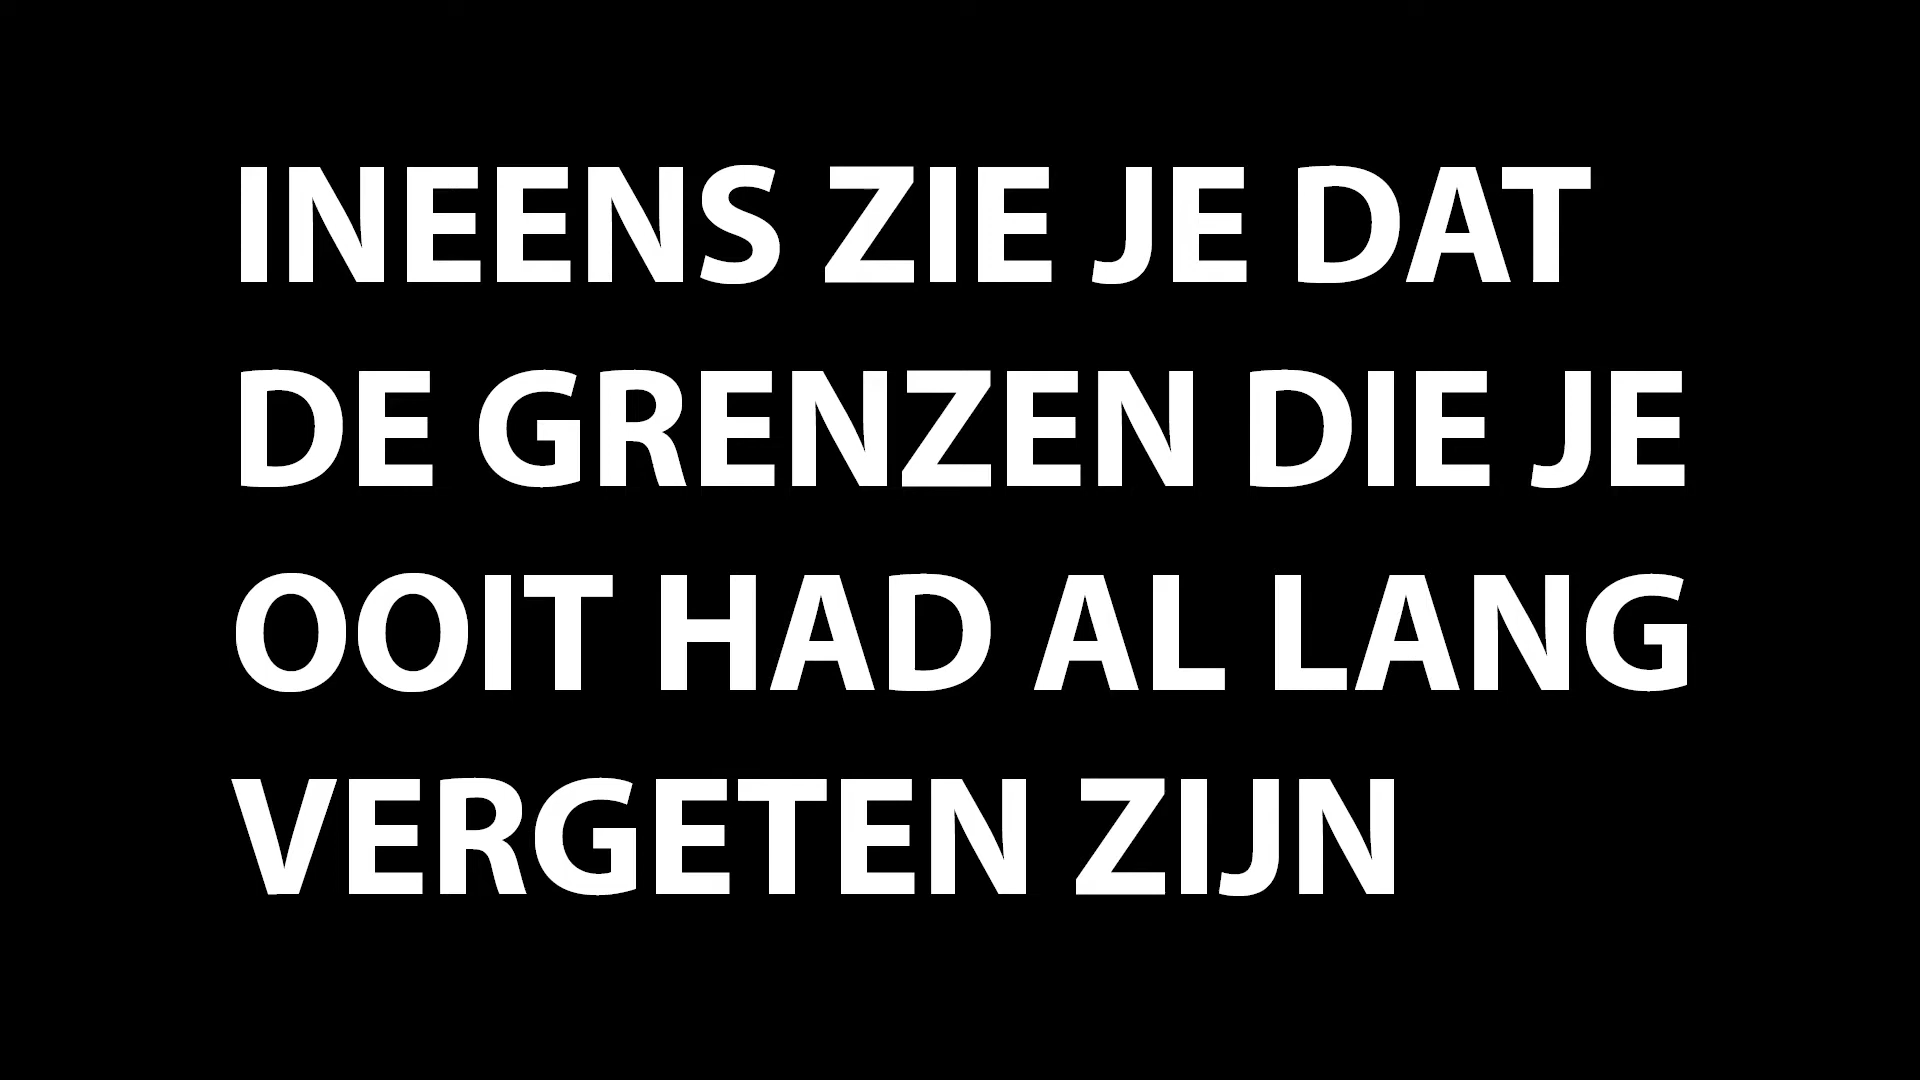 INEENS ZIE JE DAT
DE GRENZEN DIE JE
OOIT HAD AL LANG
VERGETEN ZIJN